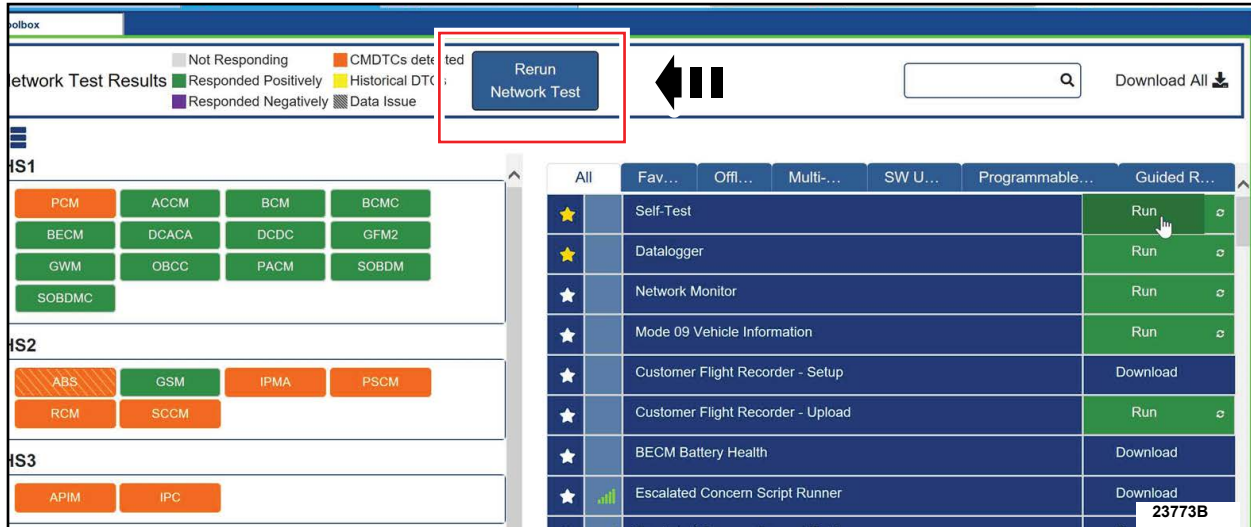 oolbox
Not Responding
CMDTCs detected
etwork Test Results
Responded Positively
Historical DTCs
Responded Negatively
Data Issue
Rerun
Network Test
Download All
HS1
PCM ACCM BCM BCMC
BECM DCACA DCDC GFM2
GWM OBCC PACM SOBDM
SOBDMC
HS2
ABS GSM IPMA PSCM
RCM SCCM
HS3
APIM IPC
All Fav... Offl... Multi-... SW U... Programmable... Guided R...
Self-Test Run
Datalogger Run
Network Monitor Run
Mode 09 Vehicle Information Run
Customer Flight Recorder - Setup Download
Customer Flight Recorder - Upload Run
BECM Battery Health Download
Escalated Concern Script Runner Download
23773B